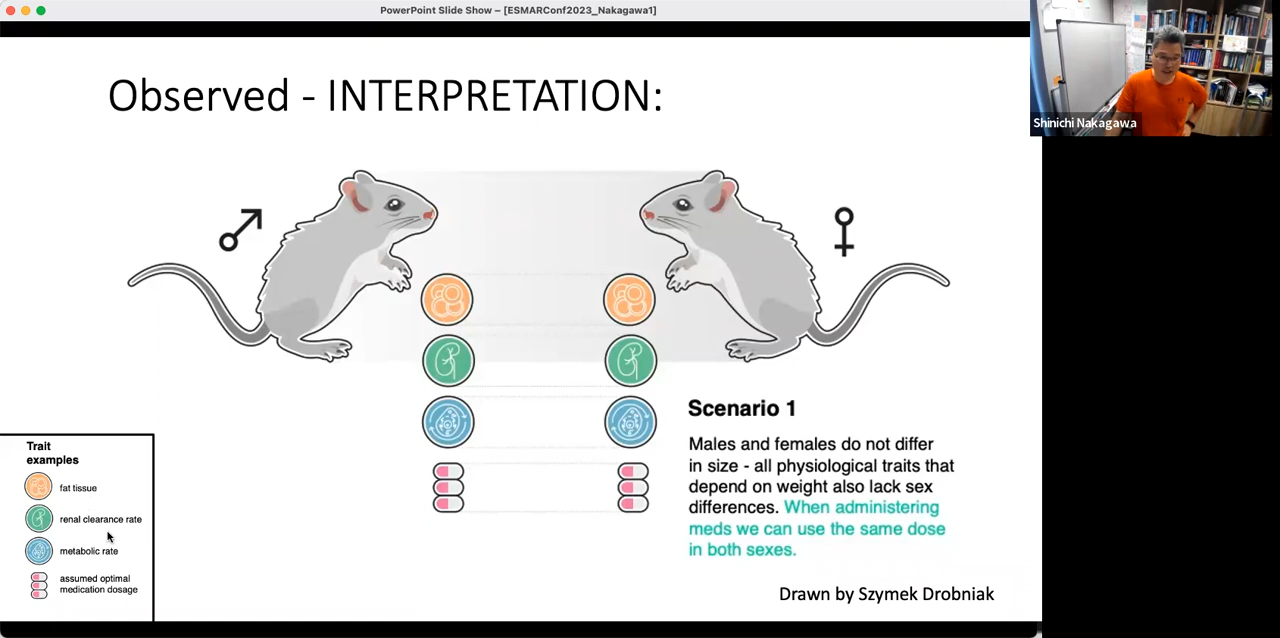 PowerPoint Slide Show – [ESMARConf2023_Nakagawa1]
Shinichi Nakagawa
Observed - INTERPRETATION:
Scenario 1
Males and females do not differ
in size - all physiological traits that
depend on weight also lack sex
differences. When administering
meds we can use the same dose
in both sexes.
Trait
examples
fat tissue
renal clearance rate
metabolic rate
assumed optimal
medication dosage
Drawn by Szymek Drobniak